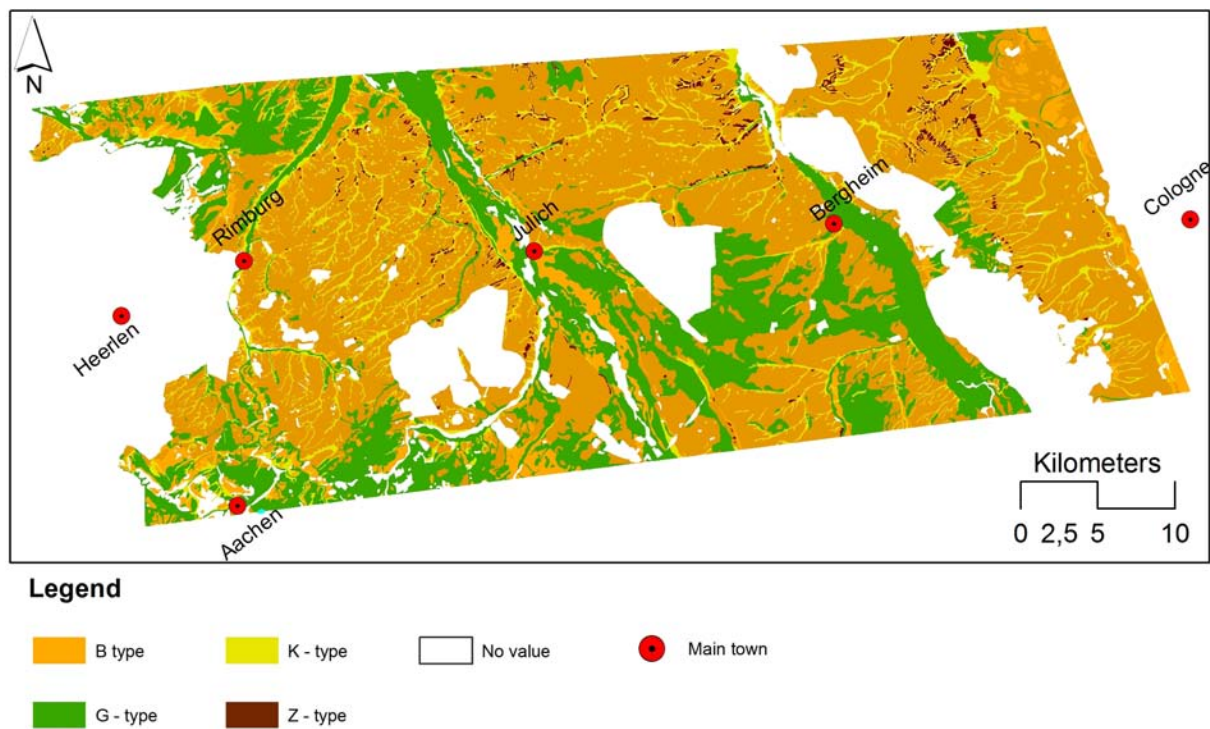 N
Rimburg
Julich
Bergheim
Cologne
Heerlen
Aachen
Kilometers
0 2,5 5 10
Legend
B type
K - type
No value
Main town
G - type
Z - type